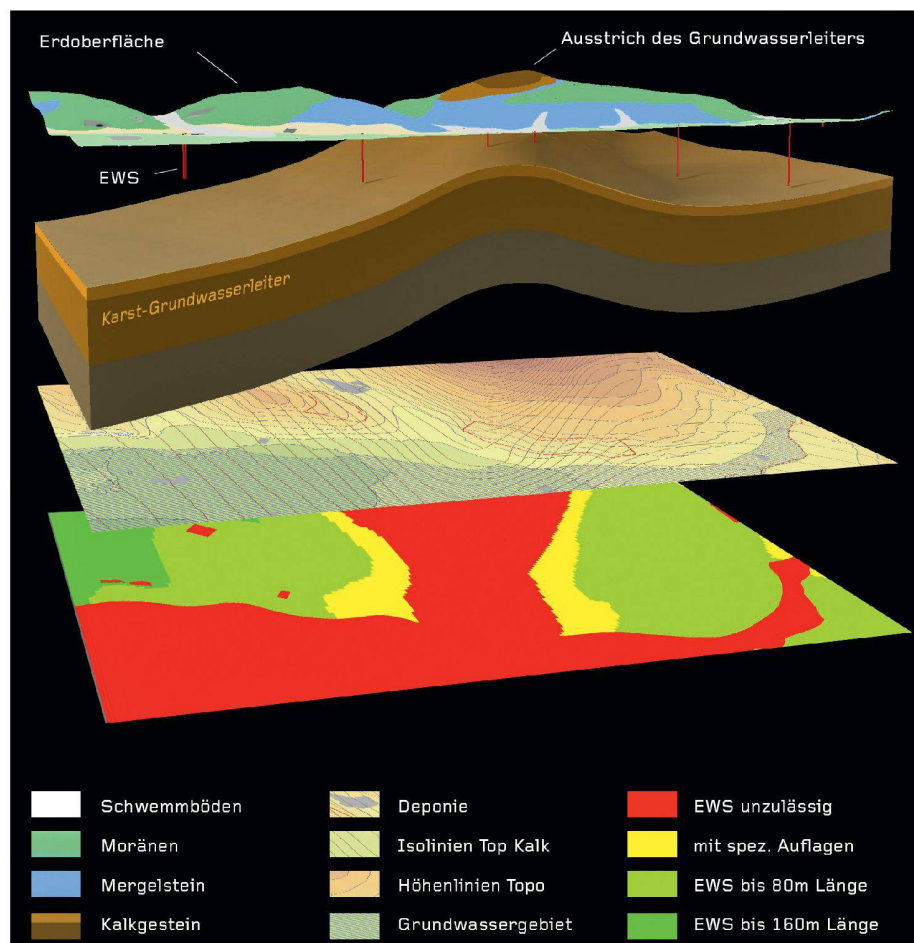 Erdoberfläche
Ausstrich des Grundwasserleiters
EWS
Karst-Grundwasserleiter
Schwemmböden
Moränen
Mergelstein
Kalkgestein
Deponie
Isolinien Top Kalk
Höhenlinien Topo
Grundwassergebiet
EWS unzulässig
mit spez. Auflagen
EWS bis 80m Länge
EWS bis 160m Länge